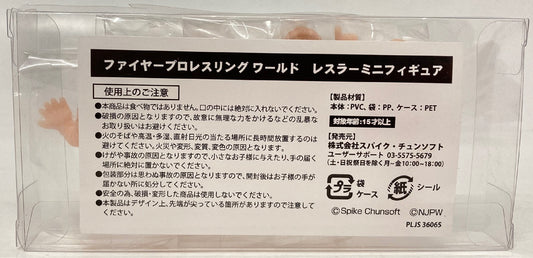 ファイヤープロレスリング ワールド　レスラーミニフィギュア
使用上のご注意
●本商品は食べ物ではありません。口の中には絶対に入れないでください。
●破損の原因となりますので、故意に無理な力をかけるなどの乱暴な
お取り扱いはお避けください。
●火のそばや高温・多湿、直射日光の当たる場所に長時間放置するのは
避けてください。火災や変形、変質、変色の原因となります。
●けがや事故の原因となりますので、小さなお子様に与えたり、手の届く
場所に絶対に置かないでください。
●包装部分は思わぬ事故の原因となりますので、開封後はお子様の手が
届かない所に処分してください。
●安全の為、破損・変形した商品は使用しないでください。
●本製品はデザイン上、先端が尖っている箇所がありますので注意して
ください。
【製品材質】
本体：PVC、袋：PP、ケース：PET
対象年齢：15才以上
【発売元】
株式会社スパイク・チュンソフト
ユーザーサポート 03-5575-5679
(土・日・祝祭日を除く月～金 10:00~18:00)
プラ
袋
ケース
紙
シール
©Spike Chunsoft ©NJPW
PLJS 36065